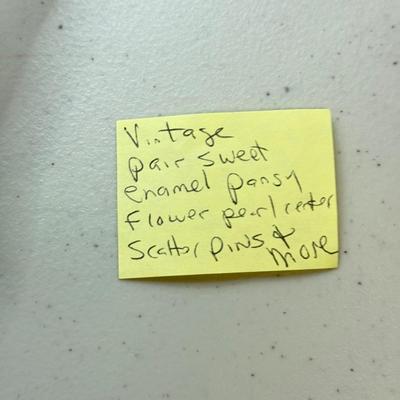 Vintage
pair sweet
enamel pansy
flower pearl center
scatter pins &
more